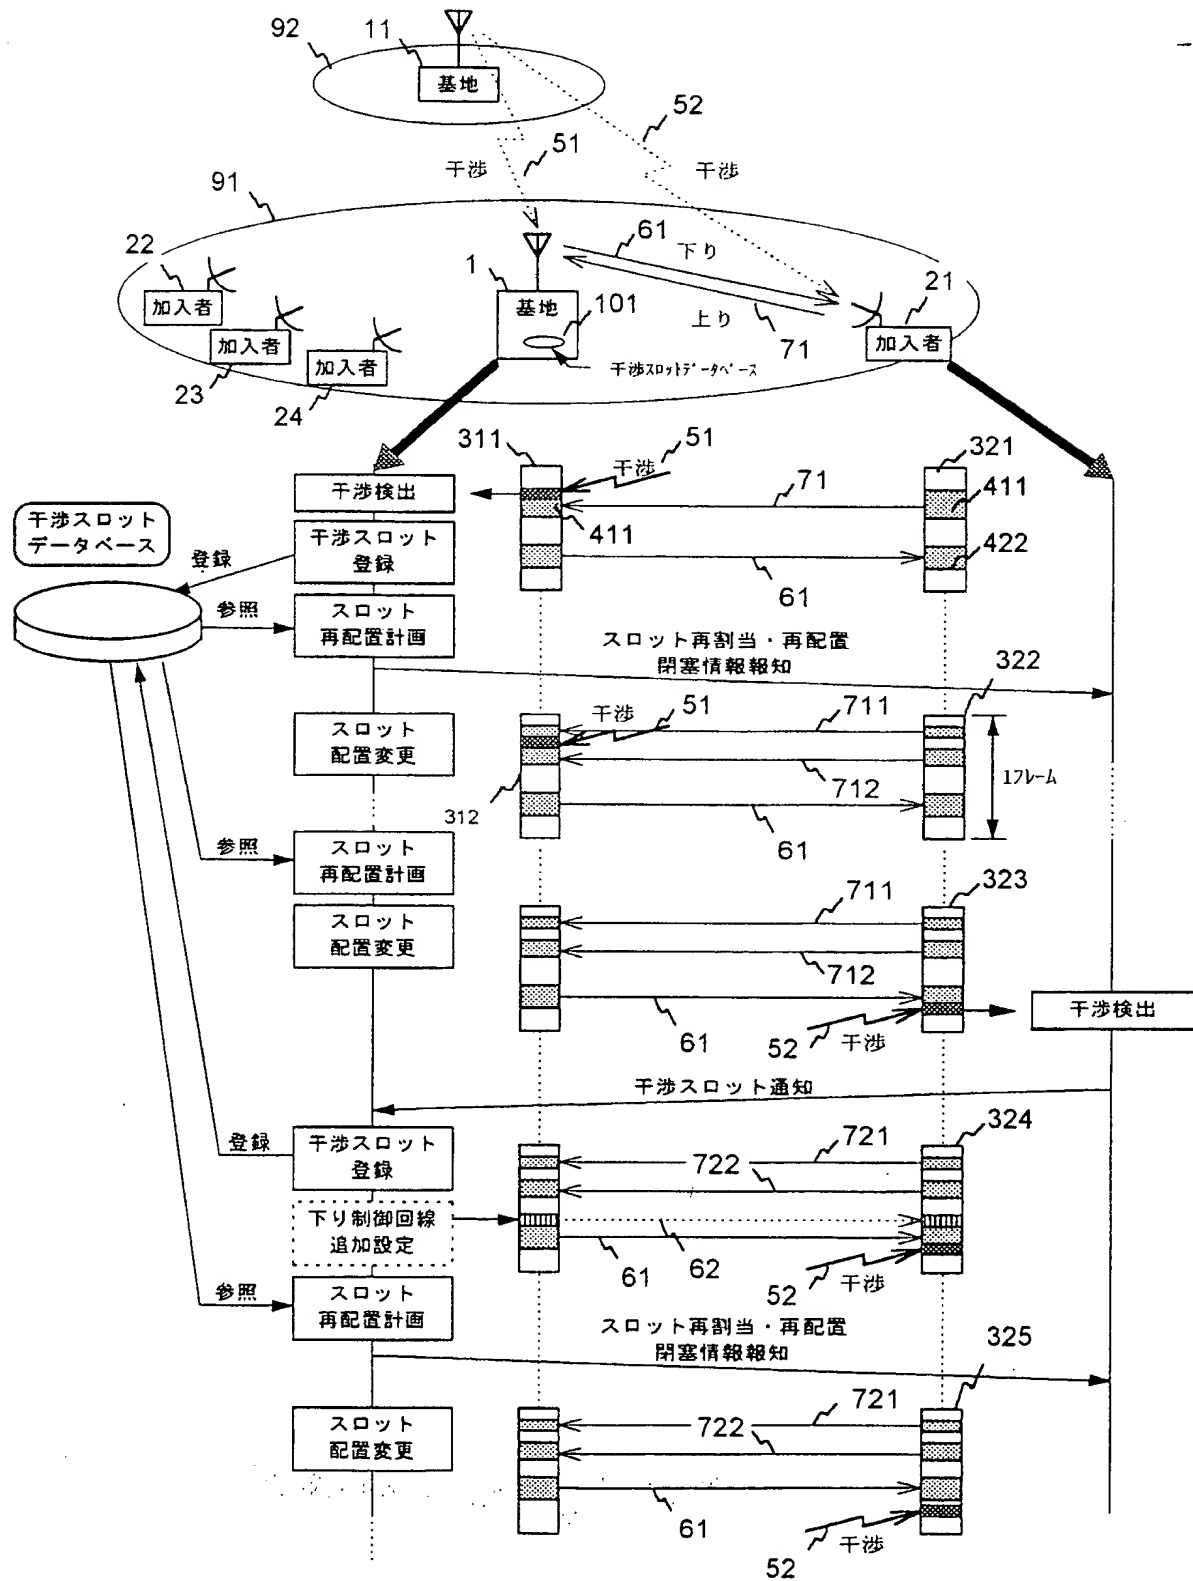 92
11
基地
52
51
干渉
干渉
91
61
下り
22
加入者
1
基地
101
21
加入者
上り
71
加入者
23
加入者
24
干渉スロットデータベース
311
干渉
51
321
干渉検出
71
411
411
干渉スロット
データベース
登録
干渉スロット
登録
422
61
参照
スロット
再配置計画
スロット再割当・再配置
閉塞情報報知
322
干渉
51
711
スロット
配置変更
712
1フレーム
312
61
参照
スロット
再配置計画
323
711
スロット
配置変更
712
61
52
干渉
干渉検出
干渉スロット通知
登録
干渉スロット
登録
324
721
722
下り制御回線
追加設定
61
62
52
干渉
参照
スロット
再配置計画
スロット再割当・再配置
閉塞情報報知
325
721
722
スロット
配置変更
61
52
干渉